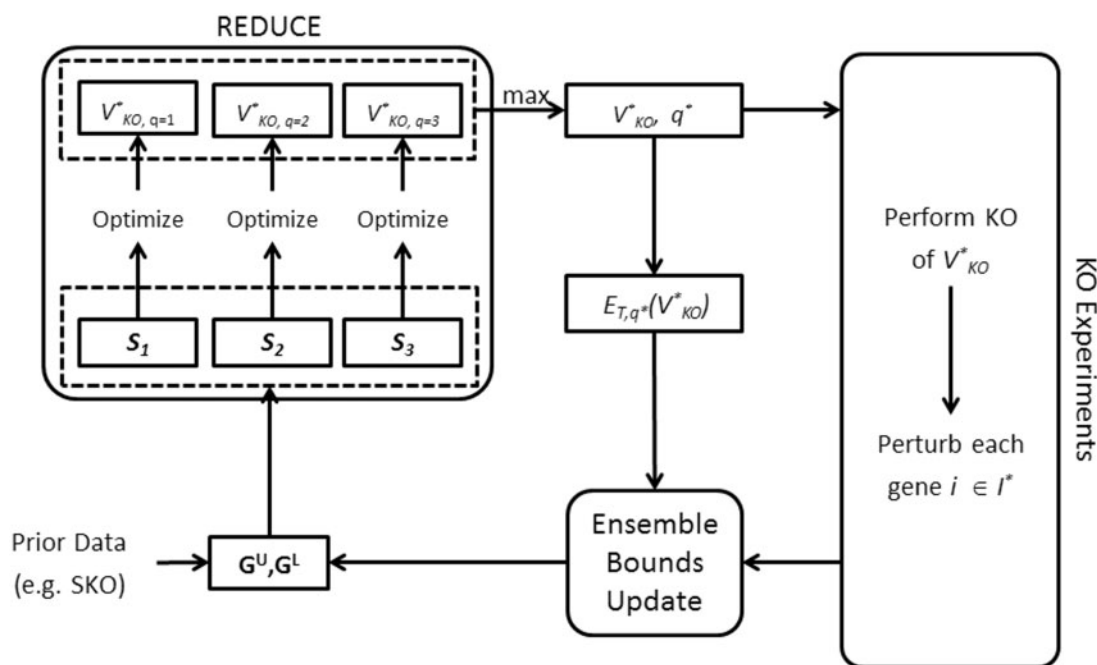 REDUCE
V*KO, q=1
V*KO, q=2
V*KO, q=3
max
V*KO, q*
Optimize
Optimize
Optimize
Perform KO
of V*KO
ET,q*(V*KO)
S1
S2
S3
Perturb each
gene i ∈ I*
KO Experiments
Ensemble
Bounds
Update
Prior Data
(e.g. SKO)
GU,GL